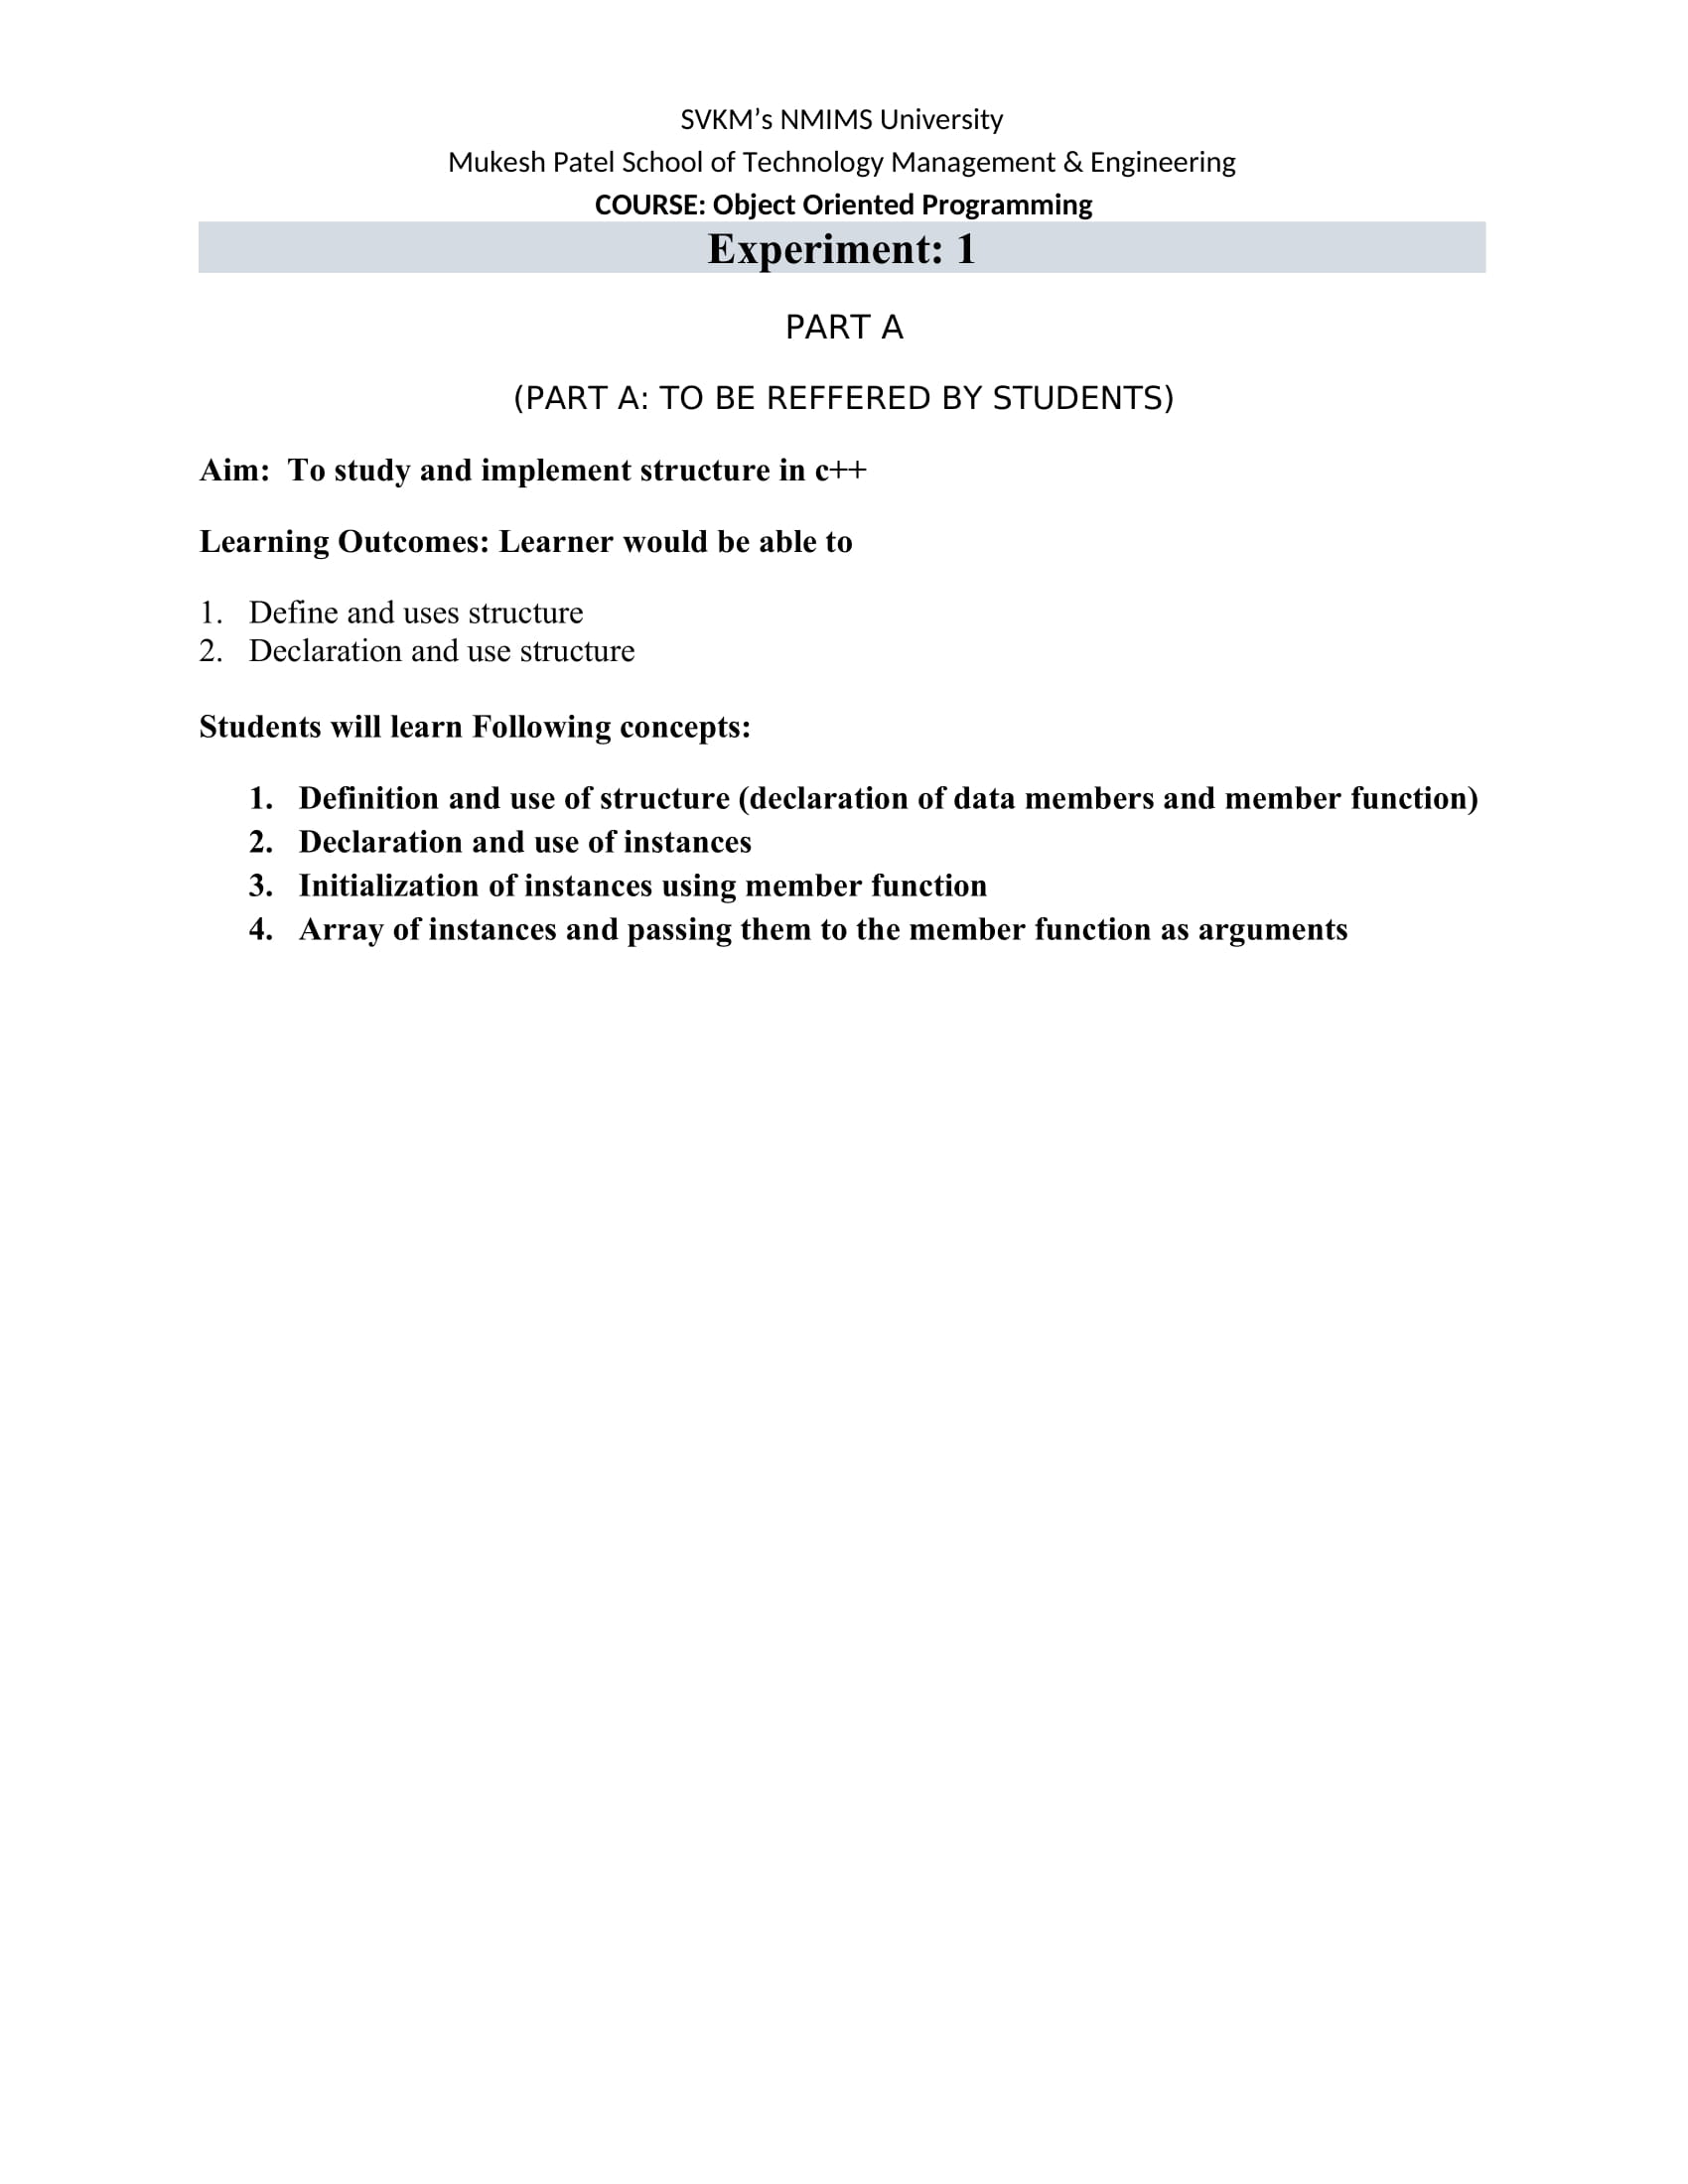 SVKM’s NMIMS University
Mukesh Patel School of Technology Management & Engineering
COURSE: Object Oriented Programming
Experiment: 1
PART A
(PART A: TO BE REFFERED BY STUDENTS)
Aim:  To study and implement structure in c++
Learning Outcomes: Learner would be able to
1. Define and uses structure
2. Declaration and use structure
Students will learn Following concepts:
1. Definition and use of structure (declaration of data members and member function)
2. Declaration and use of instances
3. Initialization of instances using member function
4. Array of instances and passing them to the member function as arguments